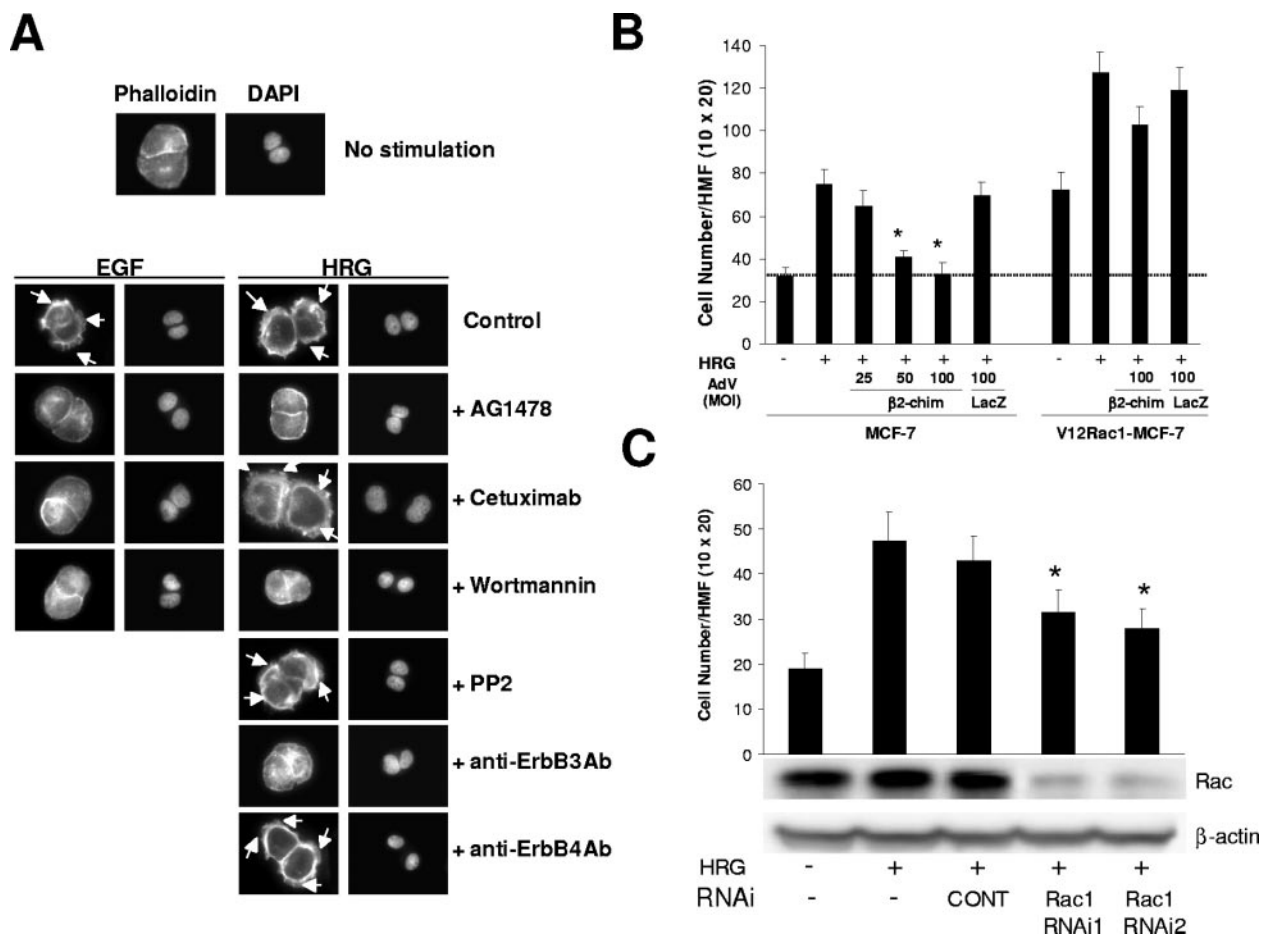 A
Phalloidin DAPI
No stimulation
EGF HRG
Control
+ AG1478
+ Cetuximab
+ Wortmannin
+ PP2
+ anti-ErbB3Ab
+ anti-ErbB4Ab
B
Cell Number/HMF (10 x 20)
140
120
100
80
60
40
20
0
* *
HRG - + + + + + - + + +
AdV (MOI) 25 50 100 100 100 100
β2-chim LacZ β2-chim LacZ
MCF-7 V12Rac1-MCF-7
C
Cell Number/HMF (10 x 20)
60
50
40
30
20
10
0
* *
Rac
β-actin
HRG - + + + +
RNAi - - CONT Rac1 Rac1
RNAi1 RNAi2